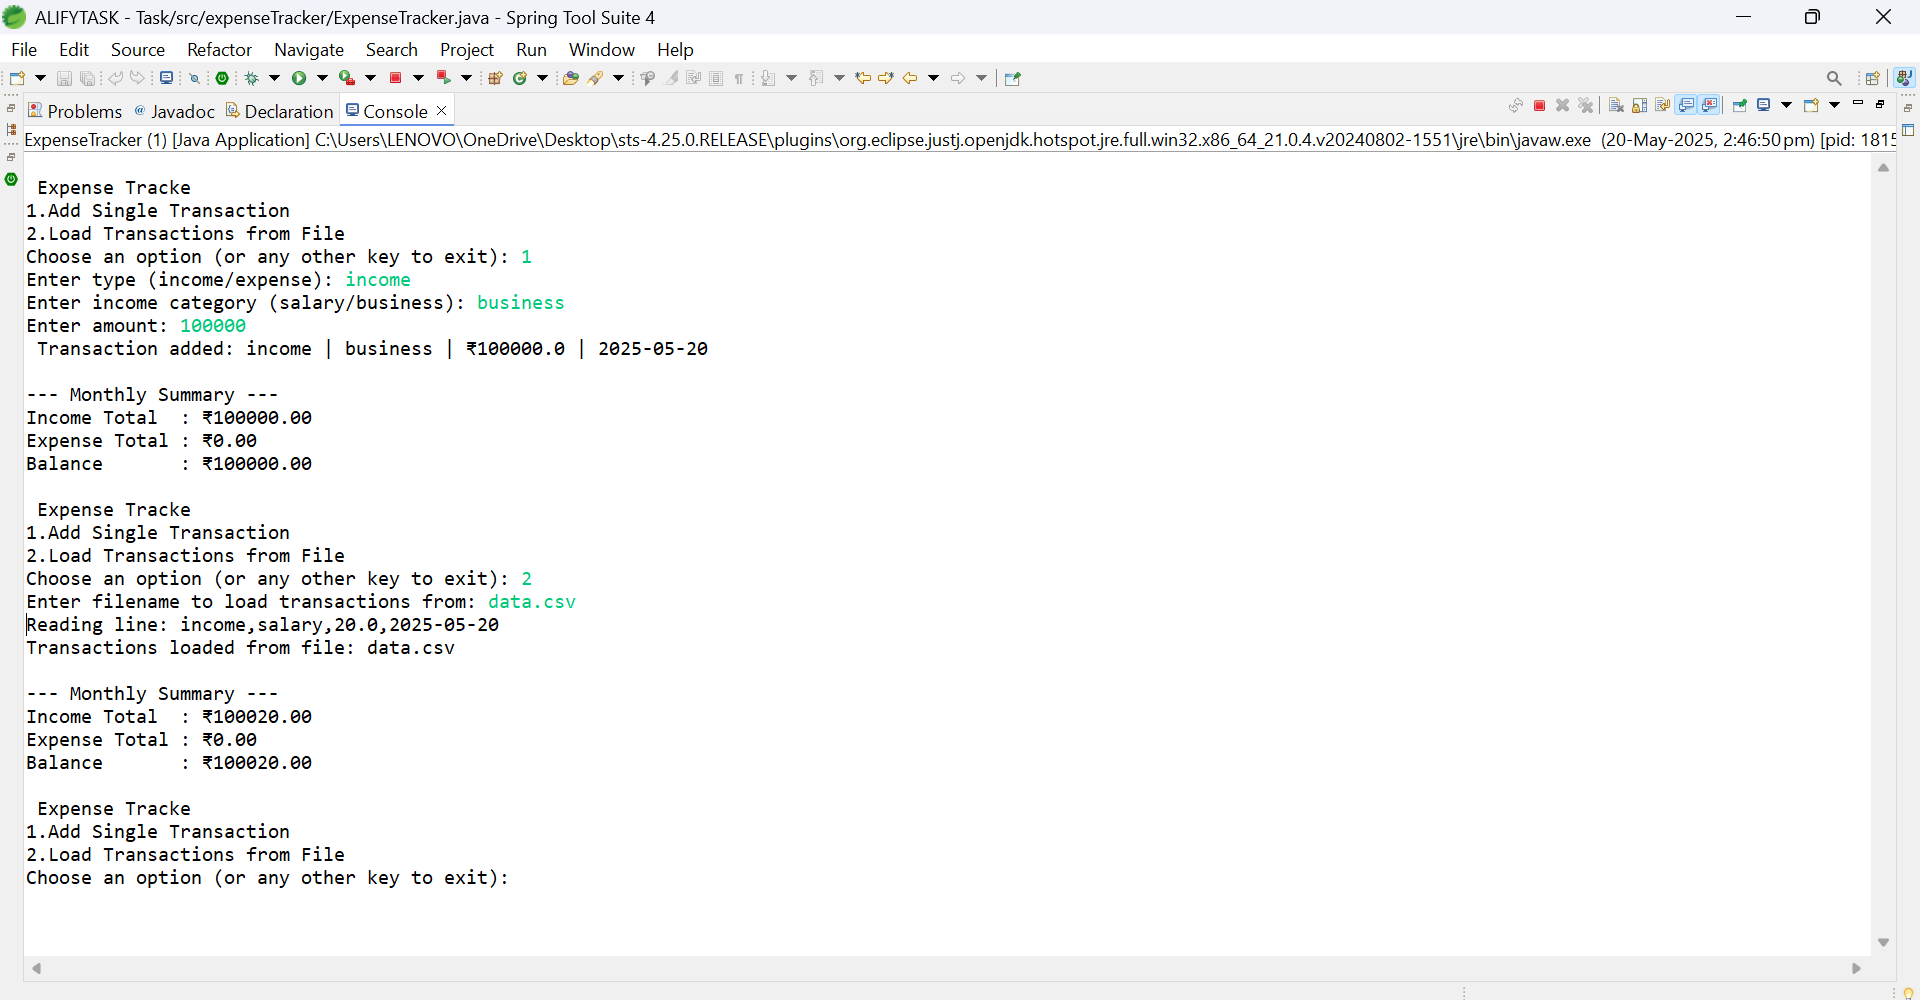 ALIFYTASK - Task/src/expenseTracker/ExpenseTracker.java - Spring Tool Suite 4
File Edit Source Refactor Navigate Search Project Run Window Help
Problems @ Javadoc Declaration Console
ExpenseTracker (1) [Java Application] C:\Users\LENOVO\OneDrive\Desktop\sts-4.25.0.RELEASE\plugins\org.eclipse.justj.openjdk.hotspot.jre.full.win32.x86_64_21.0.4.v20240802-1551\jre\bin\javaw.exe (20-May-2025, 2:46:50 pm) [pid: 1815
Expense Tracke
1.Add Single Transaction
2.Load Transactions from File
Choose an option (or any other key to exit): 1
Enter type (income/expense): income
Enter income category (salary/business): business
Enter amount: 100000
Transaction added: income | business | ₹100000.0 | 2025-05-20
--- Monthly Summary ---
Income Total : ₹100000.00
Expense Total : ₹0.00
Balance : ₹100000.00
Expense Tracke
1.Add Single Transaction
2.Load Transactions from File
Choose an option (or any other key to exit): 2
Enter filename to load transactions from: data.csv
Reading line: income,salary,20.0,2025-05-20
Transactions loaded from file: data.csv
--- Monthly Summary ---
Income Total : ₹100020.00
Expense Total : ₹0.00
Balance : ₹100020.00
Expense Tracke
1.Add Single Transaction
2.Load Transactions from File
Choose an option (or any other key to exit):